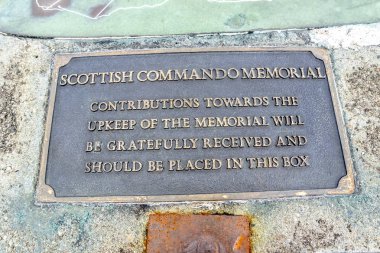 SCOTTISH COMMANDO MEMORIAL
CONTRIBUTIONS TOWARDS THE
UPKEEP OF THE MEMORIAL WILL
BE GRATEFULLY RECEIVED AND
SHOULD BE PLACED IN THIS BOX